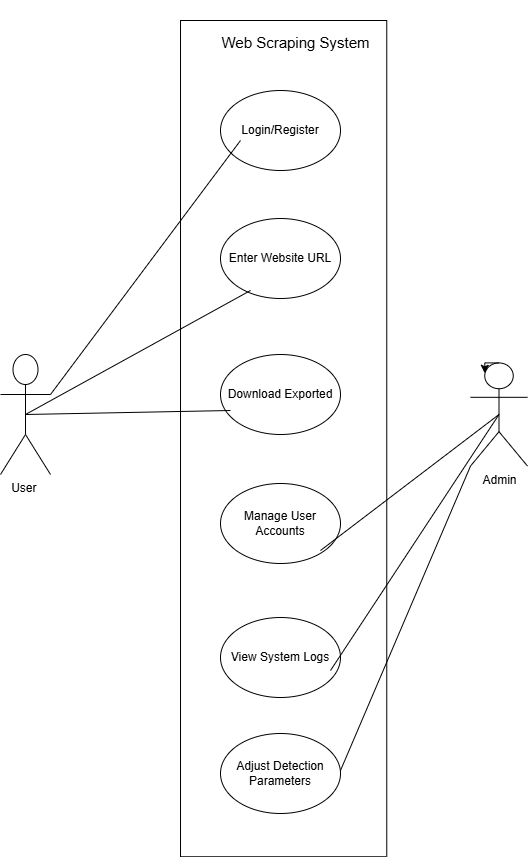 Web Scraping System
Login/Register
Enter Website URL
Download Exported
Manage User
Accounts
View System Logs
Adjust Detection
Parameters
User
Admin